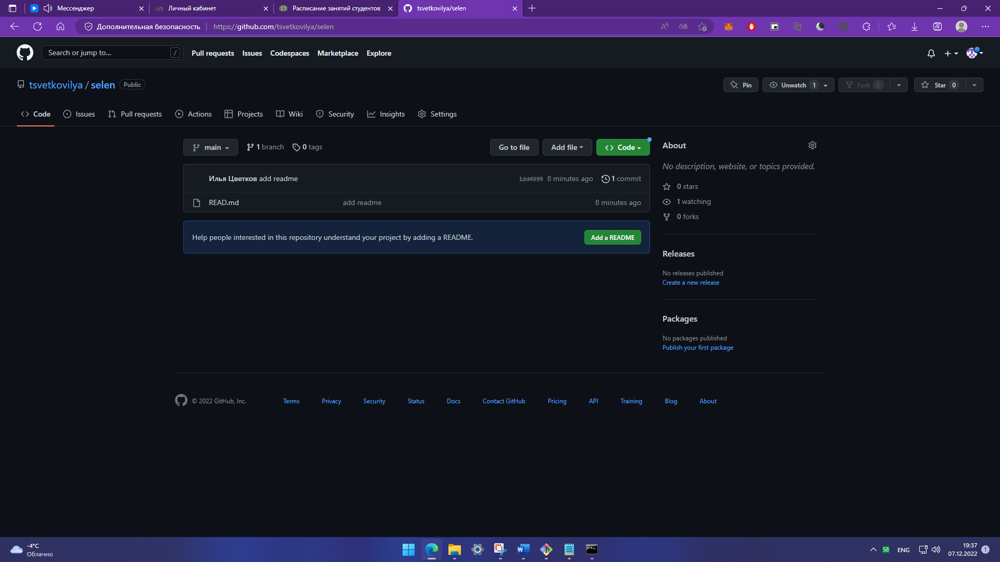 Мессенджер
Личный кабинет
Расписание занятий студентов
tsvetkovilya/selen
Дополнительная безопасность
https://github.com/tsvetkovilya/selen
Search or jump to...
/
Pull requests
Issues
Codespaces
Marketplace
Explore
tsvetkovilya / selen
Public
Pin
Unwatch 1
Fork 0
Star 0
Code
Issues
Pull requests
Actions
Projects
Wiki
Security
Insights
Settings
main
1 branch
0 tags
Go to file
Add file
Code
Илья Цветков add readme
1dd4999 8 minutes ago
1 commit
READ.md
add readme
8 minutes ago
Help people interested in this repository understand your project by adding a README.
Add a README
About
No description, website, or topics provided.
0 stars
1 watching
0 forks
Releases
No releases published
Create a new release
Packages
No packages published
Publish your first package
© 2022 GitHub, Inc.
Terms
Privacy
Security
Status
Docs
Contact GitHub
Pricing
API
Training
Blog
About
-4°C
Облачно
58
ENG
19:37
07.12.2022
1